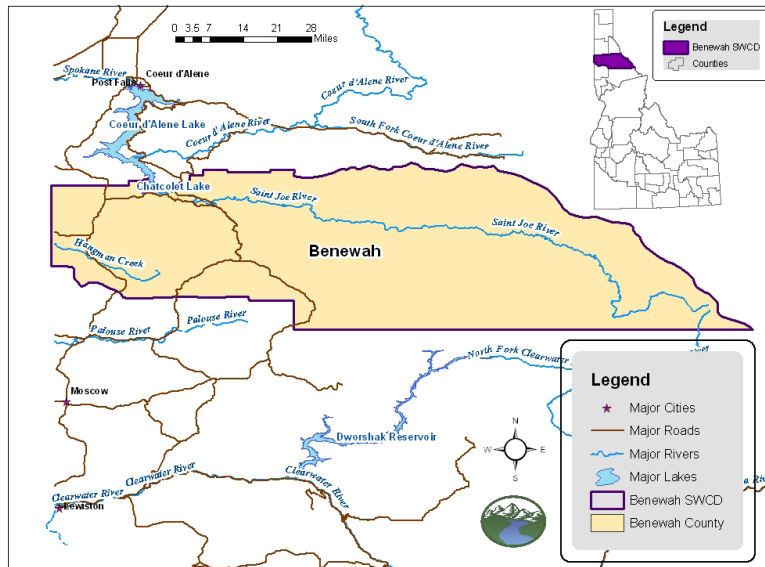 0 3.5 7 14 21 28
Miles
Legend
Benewah SWCD
Counties
Spokane River
Coeur d'Alene
Post Falls
Coeur d'Alene River
Coeur d'Alene Lake
Coeur d'Alene River
South Fork Coeur d'Alene River
Chatcolet Lake
Saint Joe River
Saint Joe River
Hangman Creek
Benewah
Palouse River
Palouse River
North Fork Clearwater
Moscow
Dworshak Reservoir
N
W E
S
Clearwater River
Clearwater River
Clearwater River
Lewiston
Legend
Major Cities
Major Roads
Major Rivers
Major Lakes
Benewah SWCD
Benewah County